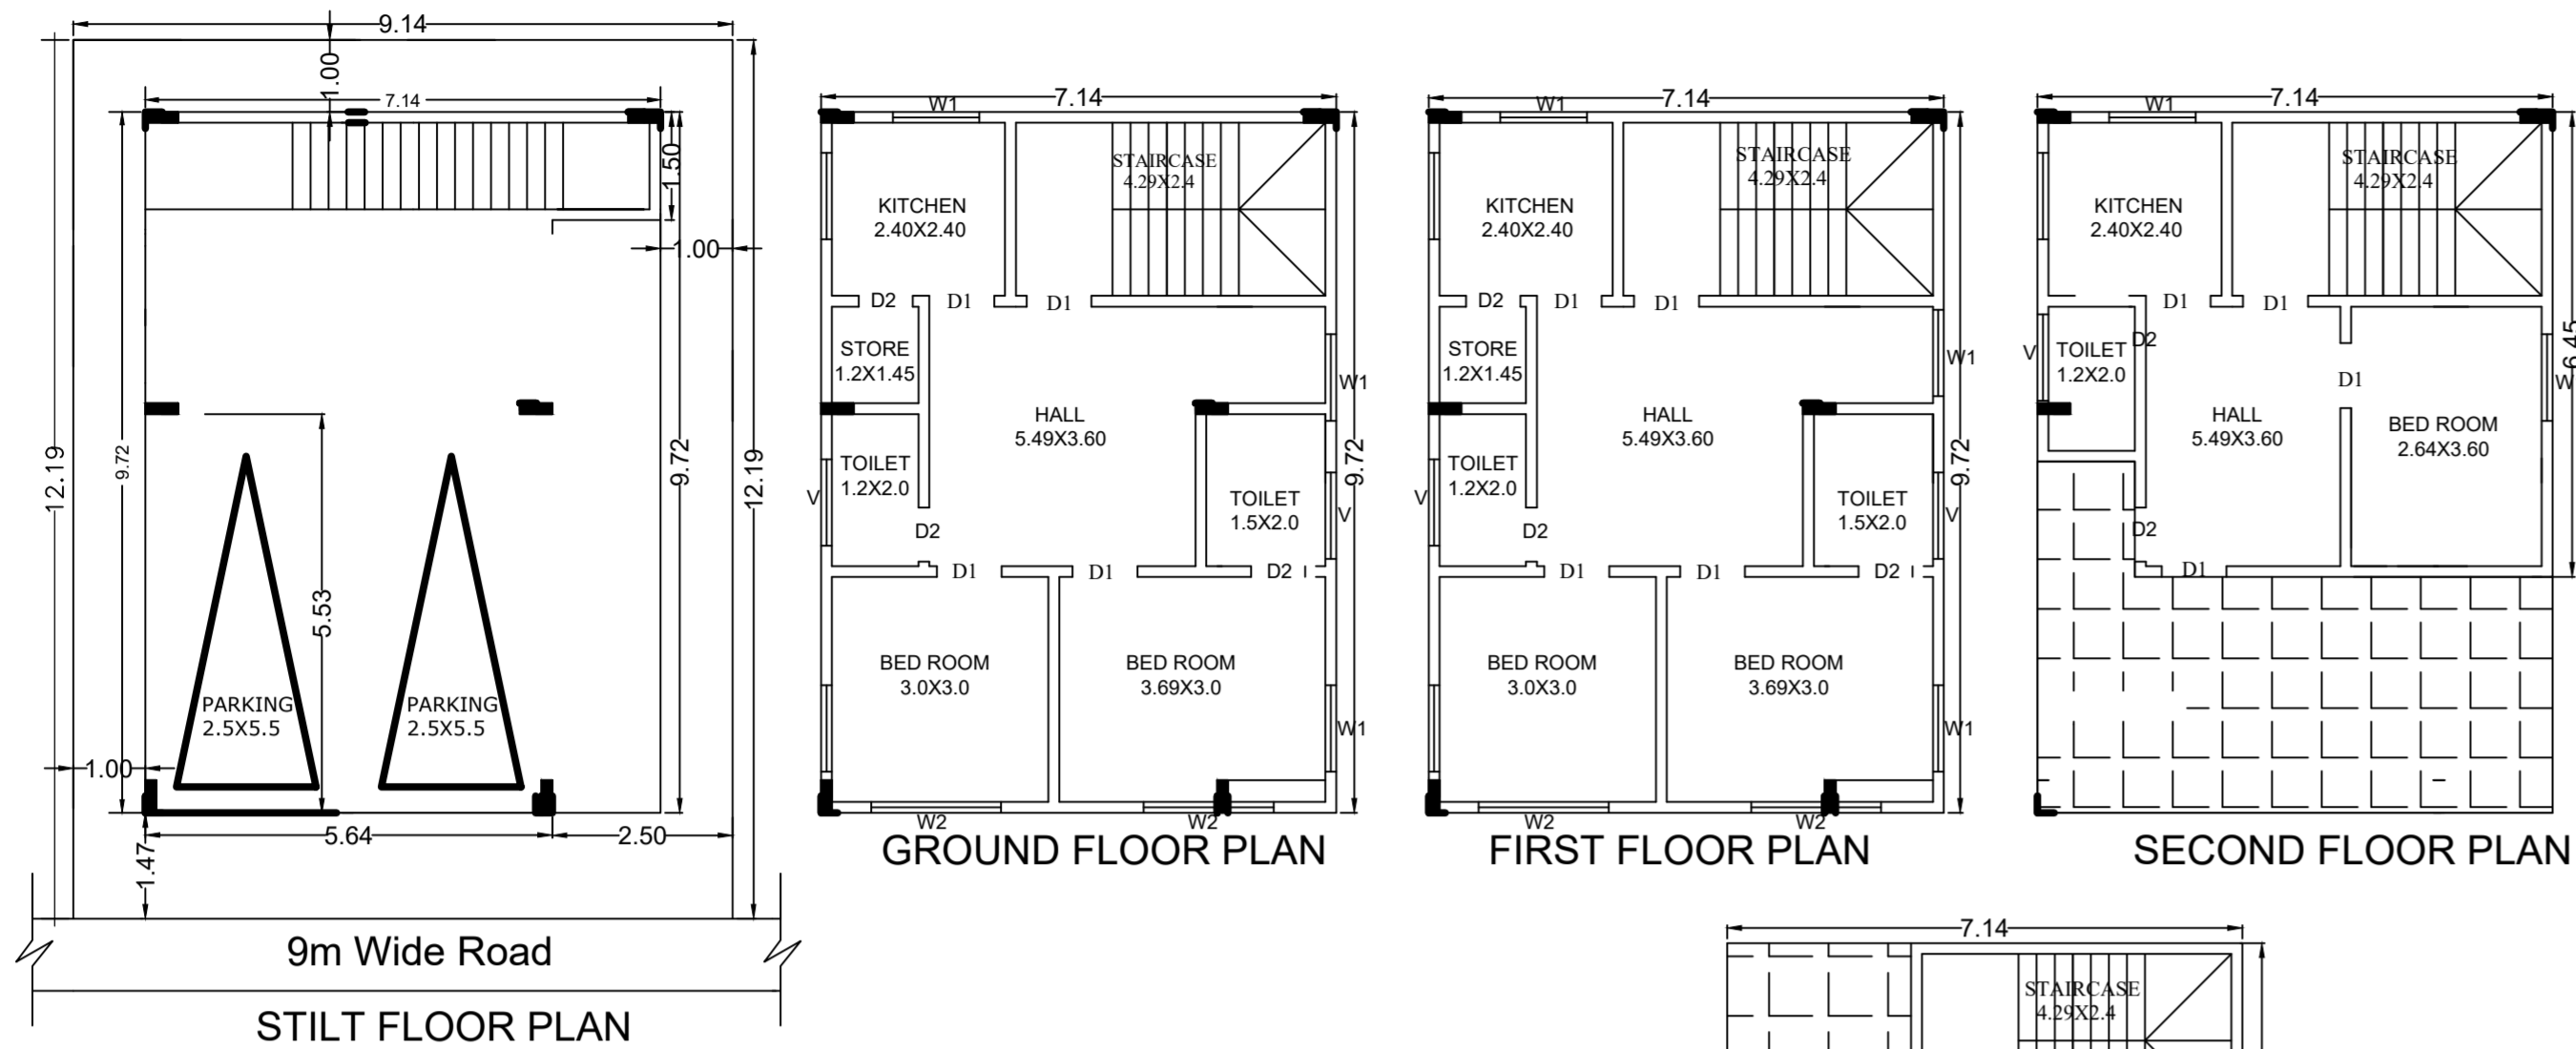 9.14
1.00
7.14
1.50
1.00
12.19
9.72
9.72
12.19
5.53
PARKING
2.5X5.5
PARKING
2.5X5.5
1.00
5.64
2.50
1.47
9m Wide Road
STILT FLOOR PLAN
7.14
W1
STAIRCASE
4.29X2.4
KITCHEN
2.40X2.40
D2
D1
D1
STORE
1.2X1.45
W1
HALL
5.49X3.60
9.72
TOILET
1.2X2.0
V
TOILET
1.5X2.0
V
D2
D1
D1
D2
BED ROOM
3.0X3.0
BED ROOM
3.69X3.0
W1
W2
W2
GROUND FLOOR PLAN
7.14
W1
STAIRCASE
4.29X2.4
KITCHEN
2.40X2.40
D2
D1
D1
STORE
1.2X1.45
W1
HALL
5.49X3.60
9.72
TOILET
1.2X2.0
V
TOILET
1.5X2.0
V
D2
D1
D1
D2
BED ROOM
3.0X3.0
BED ROOM
3.69X3.0
W1
W2
W2
FIRST FLOOR PLAN
7.14
W1
STAIRCASE
4.29X2.4
KITCHEN
2.40X2.40
D1
D1
6.45
V
TOILET
1.2X2.0
D2
D1
W
HALL
5.49X3.60
BED ROOM
2.64X3.60
D2
D1
SECOND FLOOR PLAN
7.14
STAIRCASE
4.29X2.4